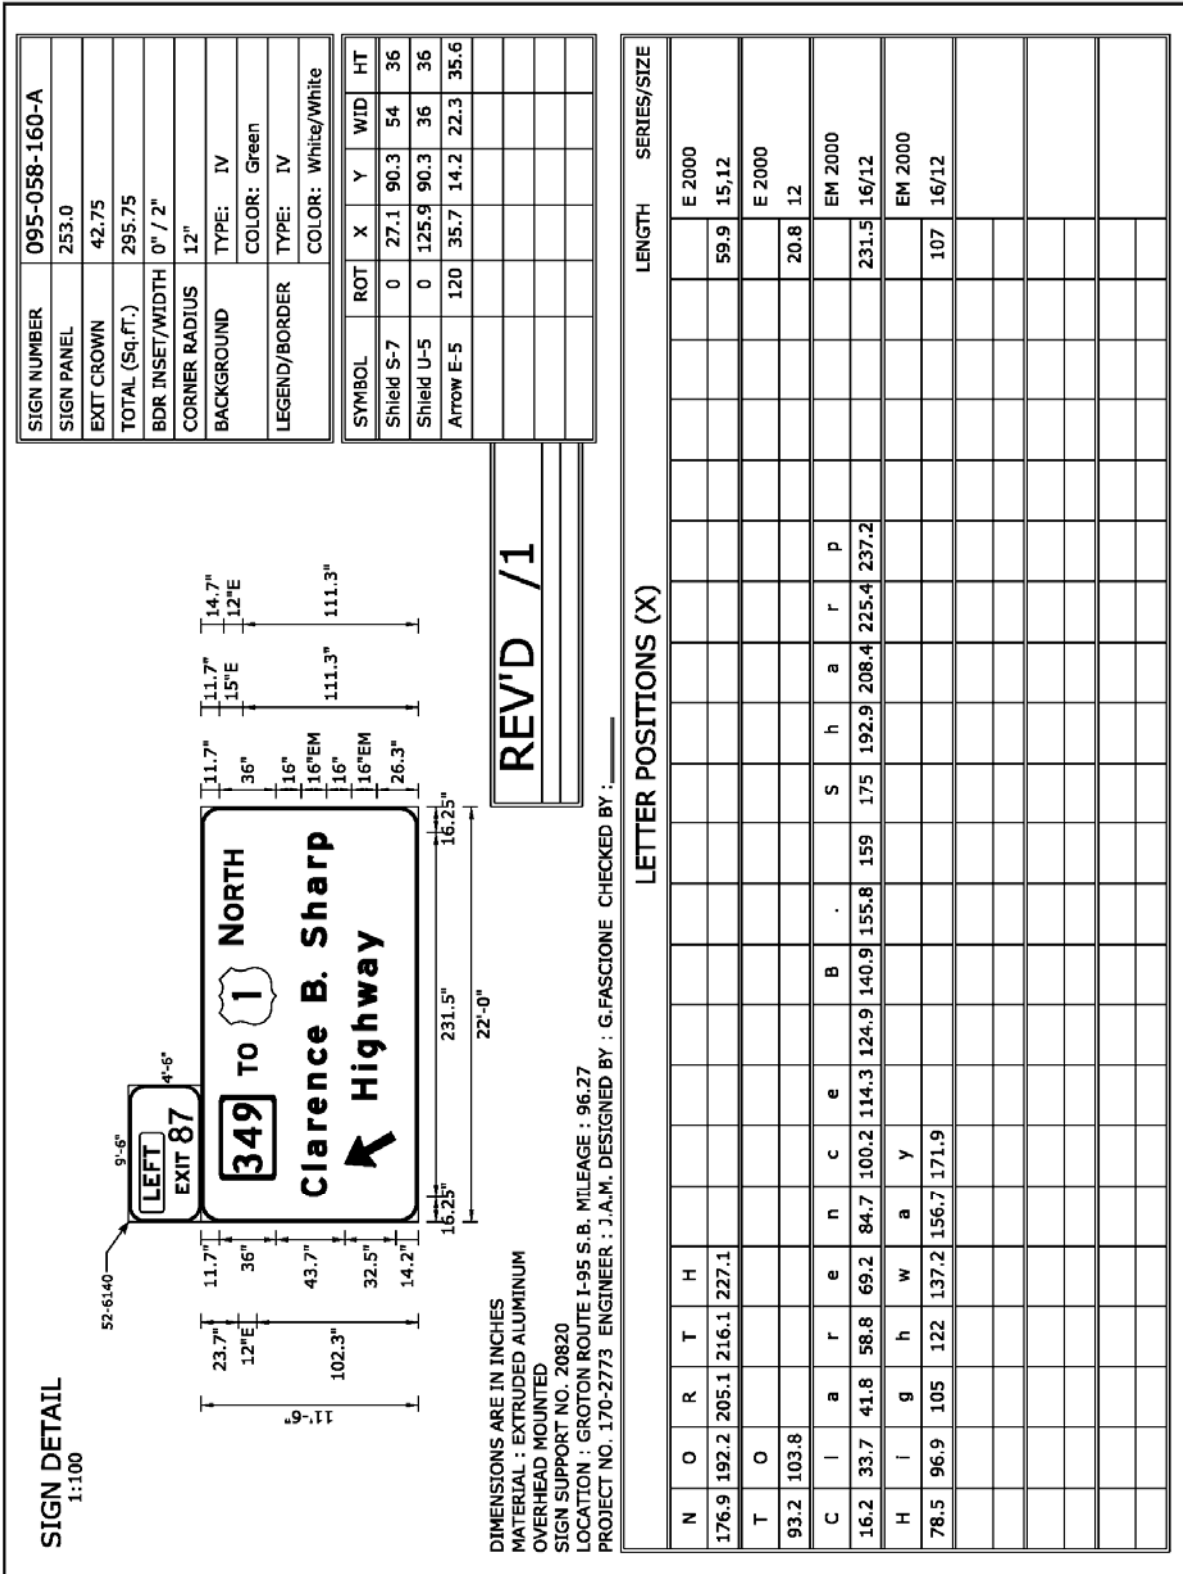 SIGN DETAIL
1:100
52-6140
9'-6"
4'-6"
LEFT
EXIT 87
349 TO 1 NORTH
Clarence B. Sharp
Highway
11'-6"
23.7"
12"E
102.3"
11.7"
36"
43.7"
32.5"
14.2"
11.7"
36"
16"
16"EM
16"
16"EM
26.3"
11.7"
15"E
111.3"
14.7"
12"E
111.3"
16.25" 231.5" 16.25"
22'-0"
SIGN NUMBER 095-058-160-A
SIGN PANEL 253.0
EXIT CROWN 42.75
TOTAL (Sq.fT.) 295.75
BDR INSET/WIDTH 0" / 2"
CORNER RADIUS 12"
BACKGROUND TYPE: IV
COLOR: Green
LEGEND/BORDER TYPE: IV
COLOR: White/White
SYMBOL ROT X Y WID HT
Shield S-7 0 27.1 90.3 54 36
Shield U-5 0 125.9 90.3 36 36
Arrow E-5 120 35.7 14.2 22.3 35.6
REV'D /1
DIMENSIONS ARE IN INCHES
MATERIAL : EXTRUDED ALUMINUM
OVERHEAD MOUNTED
SIGN SUPPORT NO. 20820
LOCATION : GROTON ROUTE I-95 S.B. MILEAGE : 96.27
PROJECT NO. 170-2773 ENGINEER : J.A.M. DESIGNED BY : G.FASCIONE CHECKED BY :
LETTER POSITIONS (X) LENGTH SERIES/SIZE
N O R T H E 2000
176.9 192.2 205.1 216.1 227.1 59.9 15,12
T O E 2000
93.2 103.8 20.8 12
C l a r e n c e B . S h a r p EM 2000
16.2 33.7 41.8 58.8 69.2 84.7 100.2 114.3 124.9 140.9 155.8 159 175 192.9 208.4 225.4 237.2 231.5 16/12
H i g h w a y EM 2000
78.5 96.9 105 122 137.2 156.7 171.9 107 16/12